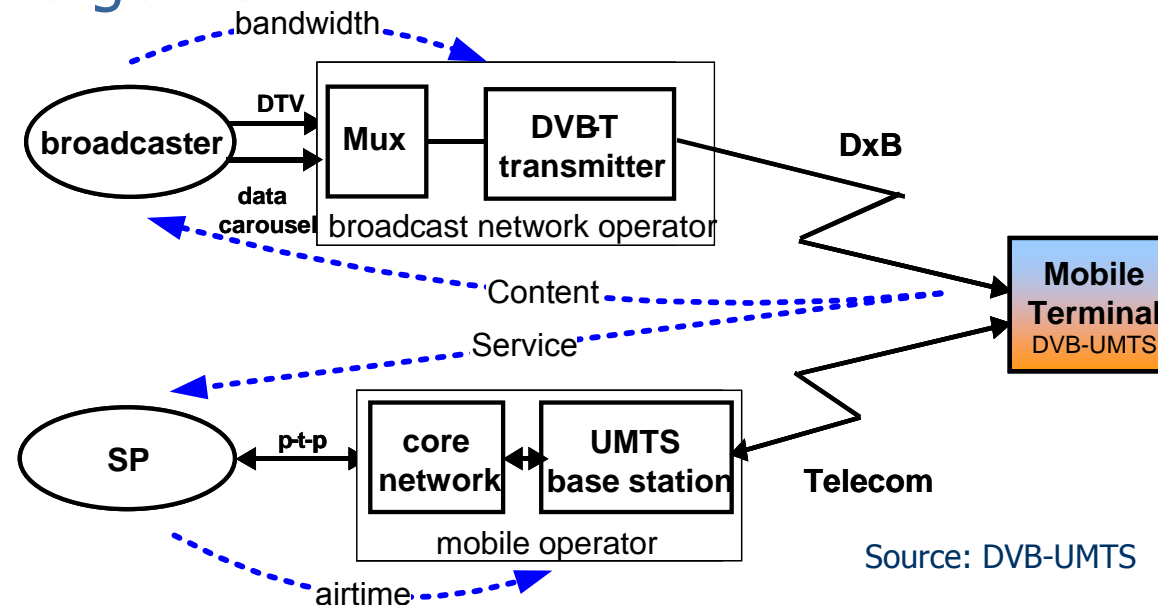 bandwidth
DTV
broadcaster
Mux
DVB-T
transmitter
DxB
data
carousel
broadcast network operator
Content
Mobile
Terminal
DVB-UMTS
Service
SP
p-t-p
core
network
UMTS
base station
Telecom
mobile operator
Source: DVB-UMTS
airtime